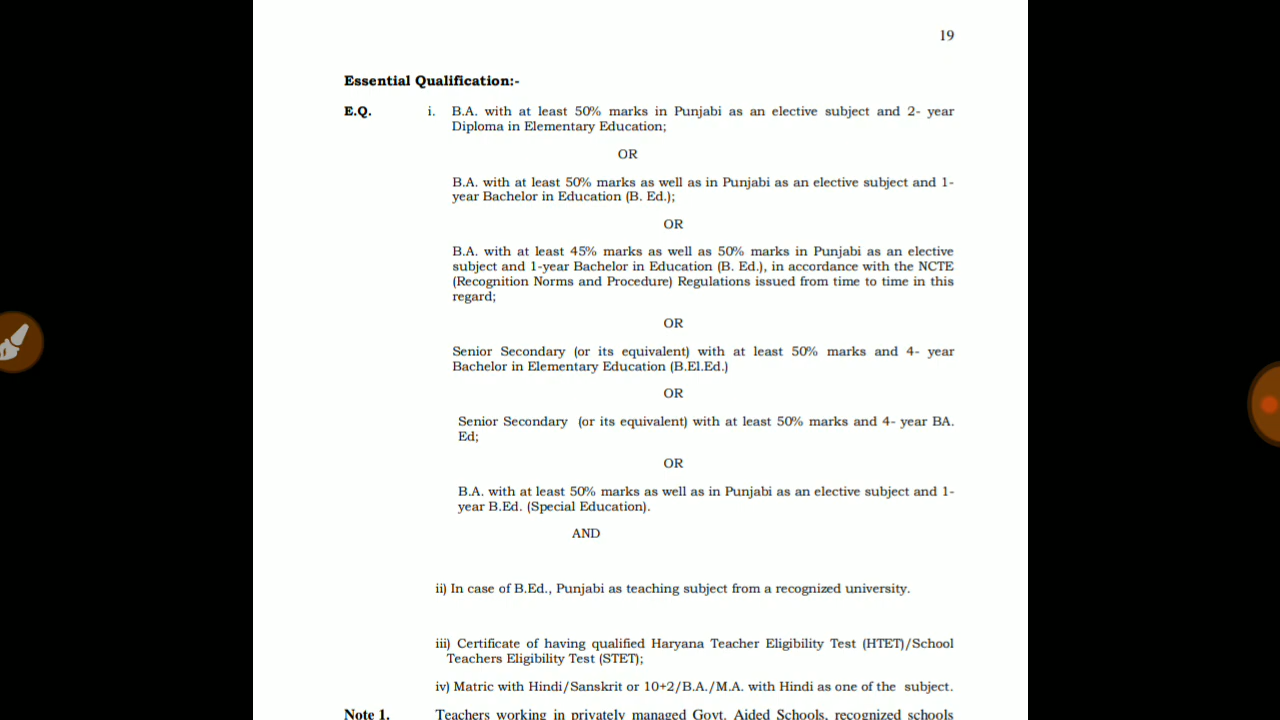 19
Essential Qualification:-
E.Q. i. B.A. with at least 50% marks in Punjabi as an elective subject and 2- year
Diploma in Elementary Education;
OR
B.A. with at least 50% marks as well as in Punjabi as an elective subject and 1-
year Bachelor in Education (B. Ed.);
OR
B.A. with at least 45% marks as well as 50% marks in Punjabi as an elective
subject and 1-year Bachelor in Education (B. Ed.), in accordance with the NCTE
(Recognition Norms and Procedure) Regulations issued from time to time in this
regard;
OR
Senior Secondary (or its equivalent) with at least 50% marks and 4- year
Bachelor in Elementary Education (B.El.Ed.)
OR
Senior Secondary (or its equivalent) with at least 50% marks and 4- year BA.
Ed;
OR
B.A. with at least 50% marks as well as in Punjabi as an elective subject and 1-
year B.Ed. (Special Education).
AND
ii) In case of B.Ed., Punjabi as teaching subject from a recognized university.
iii) Certificate of having qualified Haryana Teacher Eligibility Test (HTET)/School
Teachers Eligibility Test (STET);
iv) Matric with Hindi/Sanskrit or 10+2/B.A./M.A. with Hindi as one of the subject.
Note 1. Teachers working in privately managed Govt. Aided Schools, recognized schools